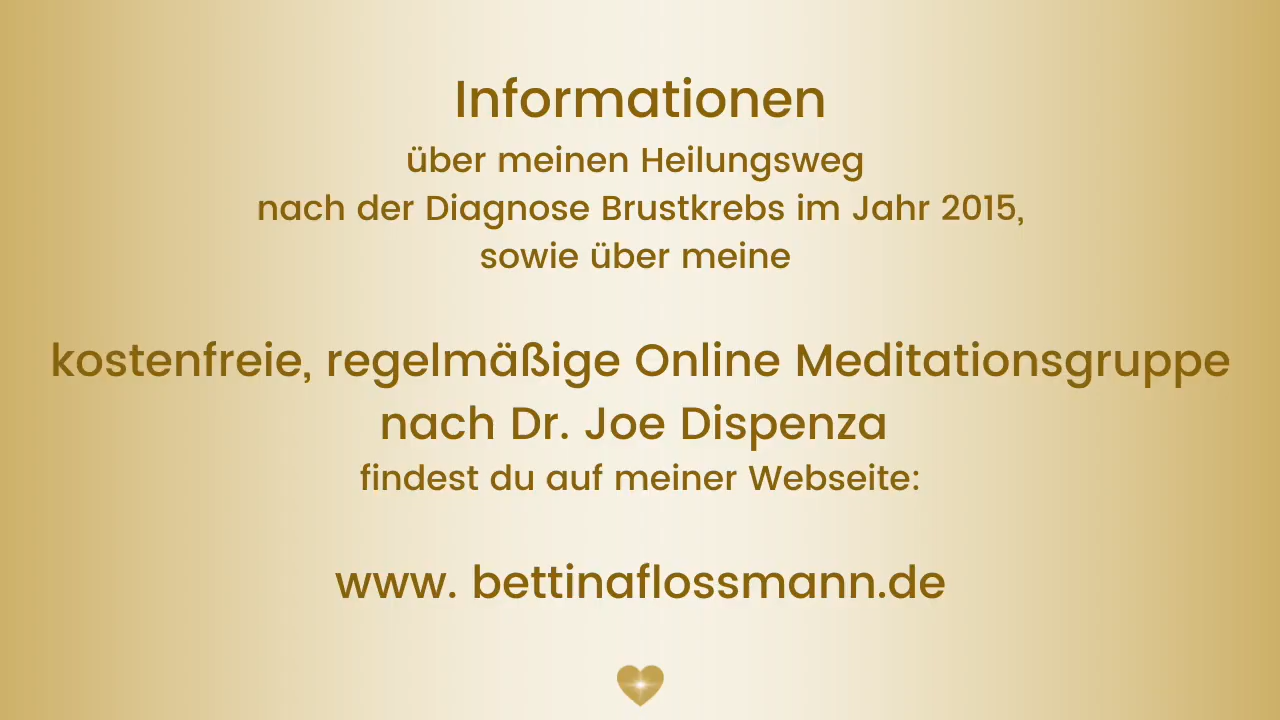 Informationen
über meinen Heilungsweg
nach der Diagnose Brustkrebs im Jahr 2015,
sowie über meine
kostenfreie, regelmäßige Online Meditationsgruppe
nach Dr. Joe Dispenza
findest du auf meiner Webseite:
www. bettinaflossmann.de